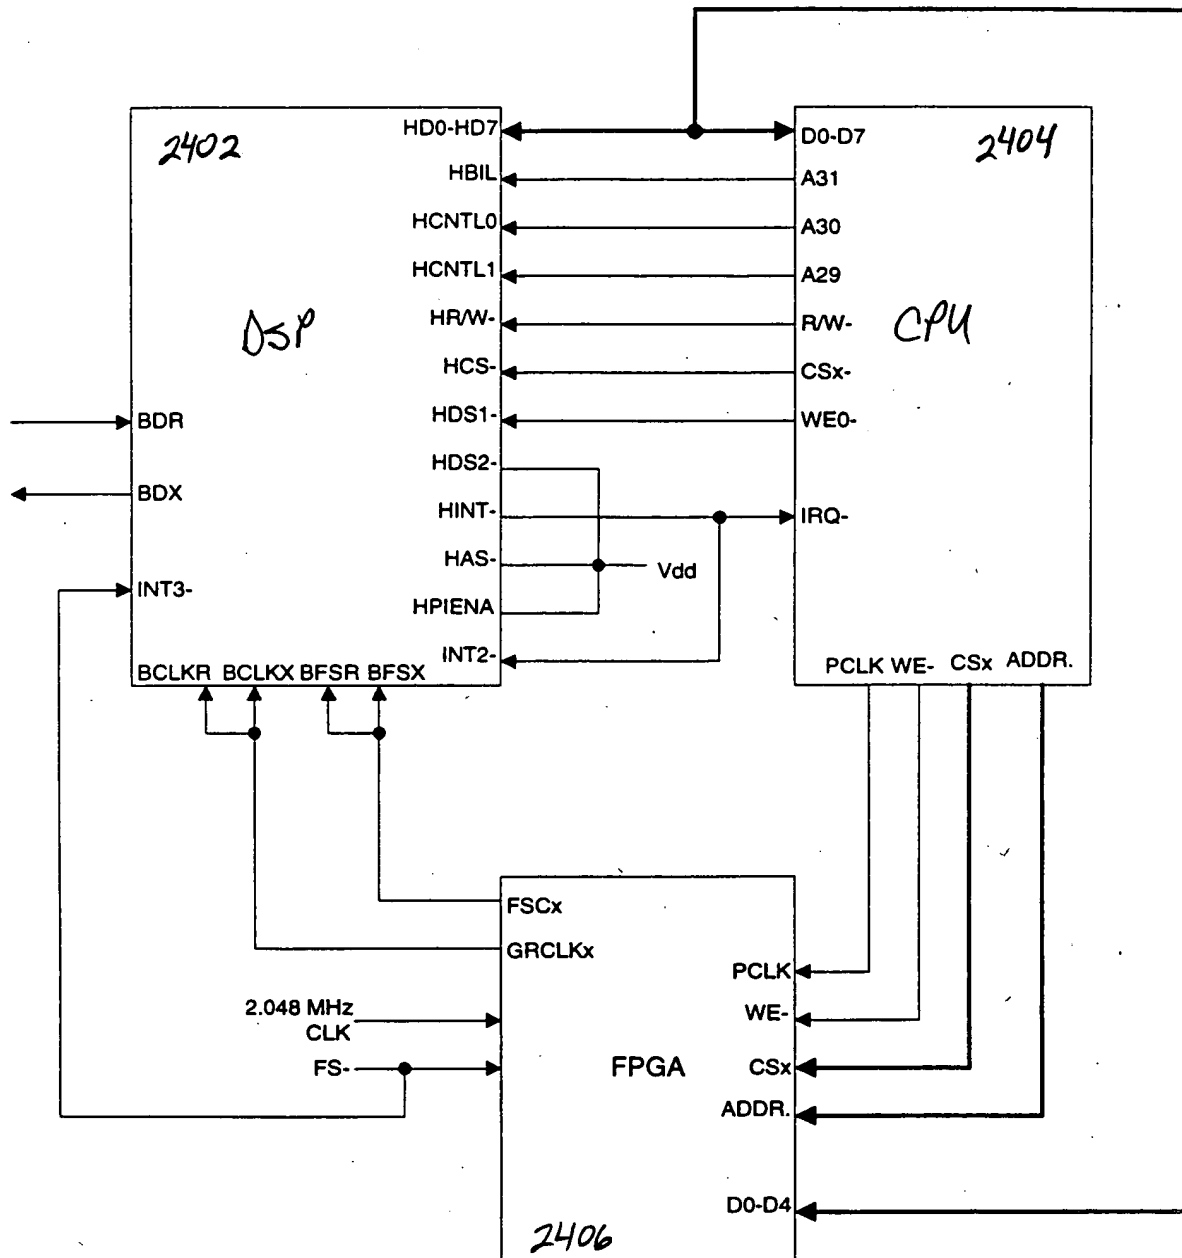 2402
HD0-HD7
D0-D7
2404
HBIL
A31
HCNTL0
A30
HCNTL1
A29
DSP
HR/W-
R/W-
CPU
HCS-
CSx-
BDR
HDS1-
WE0-
HDS2-
BDX
HINT-
IRQ-
HAS-
Vdd
INT3-
HPIENA
INT2-
BCLKR BCLKX BFSR BFSX
PCLK WE- CSx ADDR.
FSCx
GRCLKx
PCLK
2.048 MHz
CLK
WE-
FS-
FPGA
CSx
ADDR.
D0-D4
2406